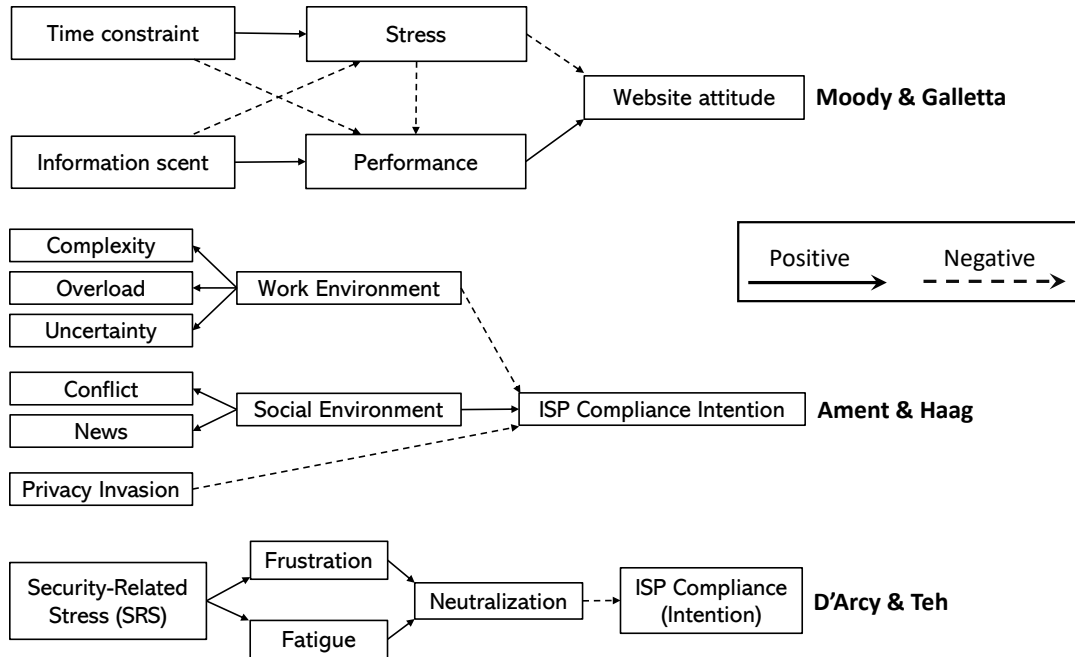 Time constraint
Stress
Website attitude
Moody & Galletta
Information scent
Performance
Complexity
Overload
Uncertainty
Work Environment
Positive
Negative
Conflict
News
Social Environment
ISP Compliance Intention
Ament & Haag
Privacy Invasion
Security-Related
Stress (SRS)
Frustration
Fatigue
Neutralization
ISP Compliance
(Intention)
D'Arcy & Teh